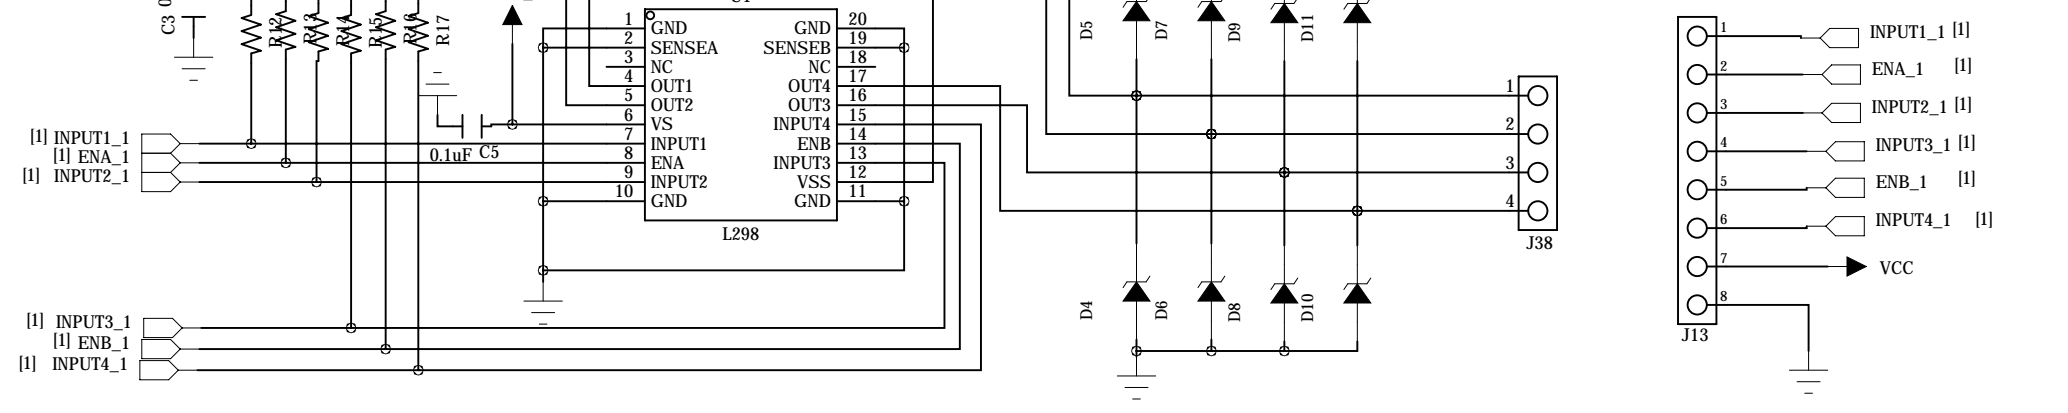 C3
R12
R13
R14
R15
R16
R17
0.1uF C5
[1] INPUT1_1
[1] ENA_1
[1] INPUT2_1
[1] INPUT3_1
[1] ENB_1
[1] INPUT4_1
1 GND
2 SENSEA
3 NC
4 OUT1
5 OUT2
6 VS
7 INPUT1
8 ENA
9 INPUT2
10 GND
GND 20
SENSEB 19
NC 18
OUT4 17
OUT3 16
INPUT4 15
ENB 14
INPUT3 13
VSS 12
GND 11
L298
D5
D7
D9
D11
D4
D6
D8
D10
1
2
3
4
J38
1 INPUT1_1 [1]
2 ENA_1 [1]
3 INPUT2_1 [1]
4 INPUT3_1 [1]
5 ENB_1 [1]
6 INPUT4_1 [1]
7 VCC
8
J13